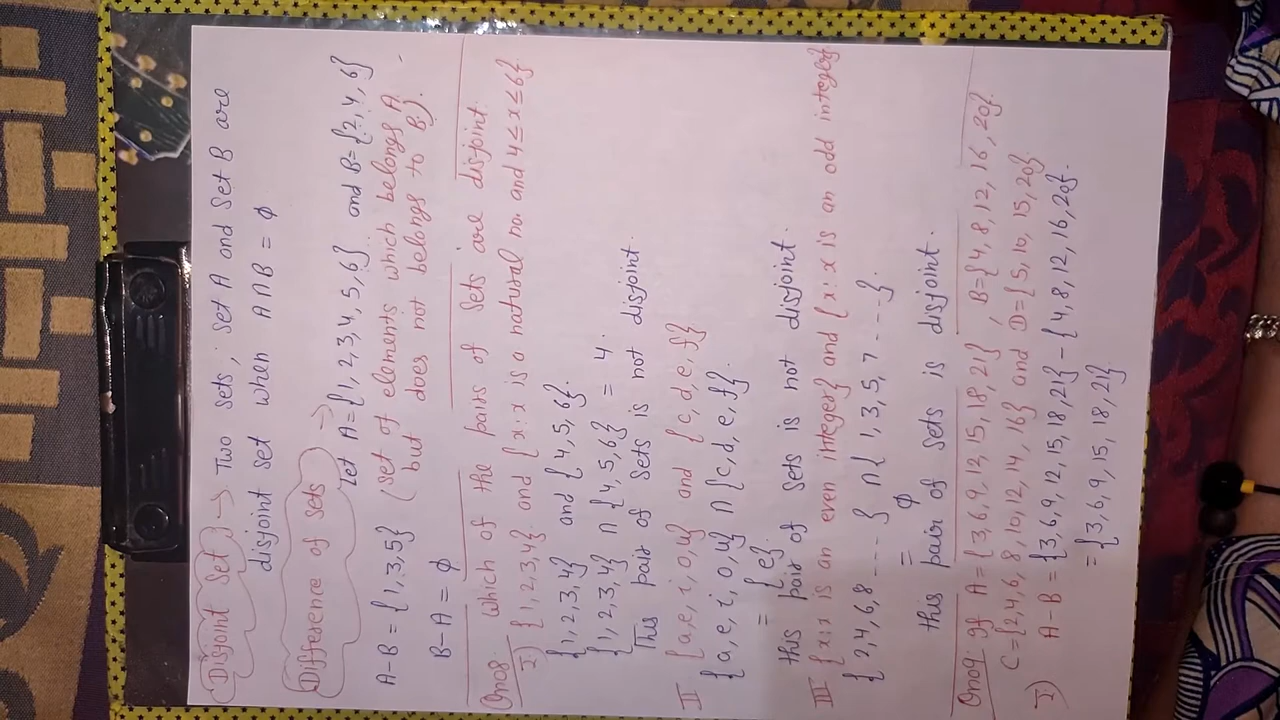 Disjoint Set → Two sets, set A and set B are
disjoint set when A ∩ B = ϕ
Difference of sets →
Let A = {1, 2, 3, 4, 5, 6} and B = {2, 4, 6}
A-B = {1, 3, 5} (set of elements which belongs A
but does not belongs to B).
B-A = ϕ
Qno8. which of the pairs of sets are disjoint.
I) {1, 2, 3, 4} and {x: x is a natural no. and 4 ≤ x ≤ 6}
{1, 2, 3, 4} and {4, 5, 6}.
{1, 2, 3, 4} ∩ {4, 5, 6} = 4.
This pair of sets is not disjoint.
II {a, e, i, o, u} and {c, d, e, f}
{a, e, i, o, u} ∩ {c, d, e, f}.
= {e}.
this pair of sets is not disjoint.
III {x: x is an even integer} and {x: x is an odd integer}
{2, 4, 6, 8 ---- } ∩ {1, 3, 5, 7 ----}.
= ϕ
this pair of sets is disjoint.
Qno9. If A = {3, 6, 9, 12, 15, 18, 21}, B = {4, 8, 12, 16, 20}.
C = {2, 4, 6, 8, 10, 12, 14, 16} and D = {5, 10, 15, 20}
I) A-B = {3, 6, 9, 12, 15, 18, 21} - {4, 8, 12, 16, 20}.
= {3, 6, 9, 15, 18, 21}